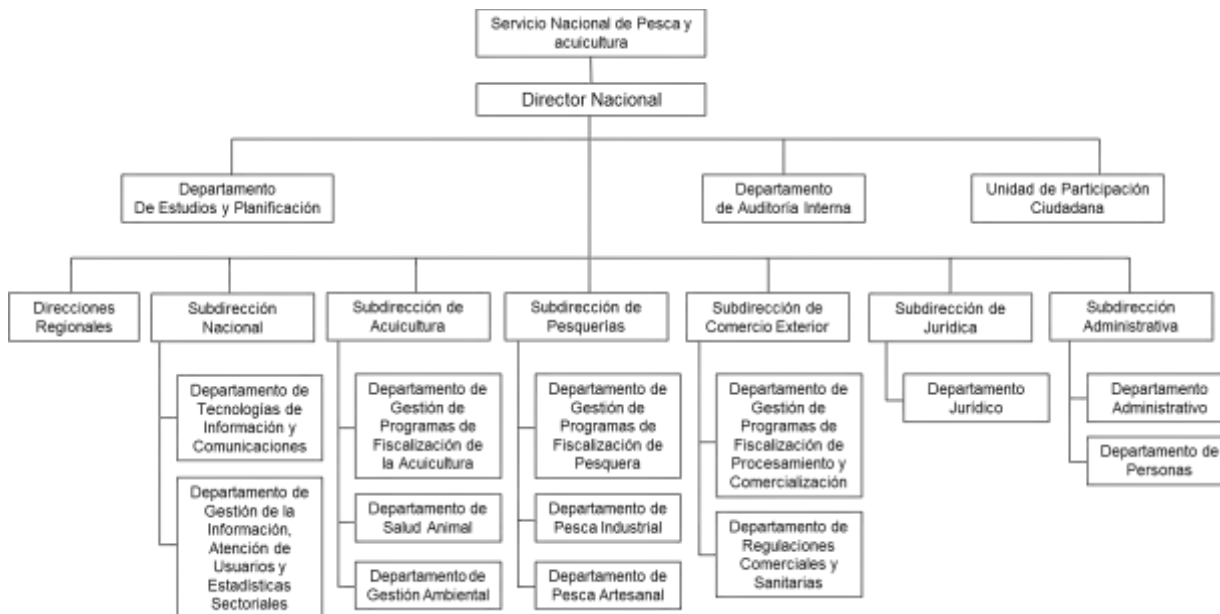 Servicio Nacional de Pesca y
acuicultura
Director Nacional
Departamento
De Estudios y Planificación
Departamento
de Auditoría Interna
Unidad de Participación
Ciudadana
Direcciones
Regionales
Subdirección
Nacional
Subdirección de
Acuicultura
Subdirección de
Pesquerías
Subdirección de
Comercio Exterior
Subdirección de
Jurídica
Subdirección
Administrativa
Departamento de
Tecnologías de
Información y
Comunicaciones
Departamento de
Gestión de la
Información,
Atención de
Usuarios y
Estadísticas
Sectoriales
Departamento de
Gestión de
Programas de
Fiscalización de
la Acuicultura
Departamento de
Salud Animal
Departamento de
Gestión Ambiental
Departamento de
Gestión de
Programas de
Fiscalización de
Pesquera
Departamento de
Pesca Industrial
Departamento de
Pesca Artesanal
Departamento de
Gestión de
Programas de
Fiscalización de
Procesamiento y
Comercialización
Departamento de
Regulaciones
Comerciales y
Sanitarias
Departamento
Jurídico
Departamento
Administrativo
Departamento de
Personas